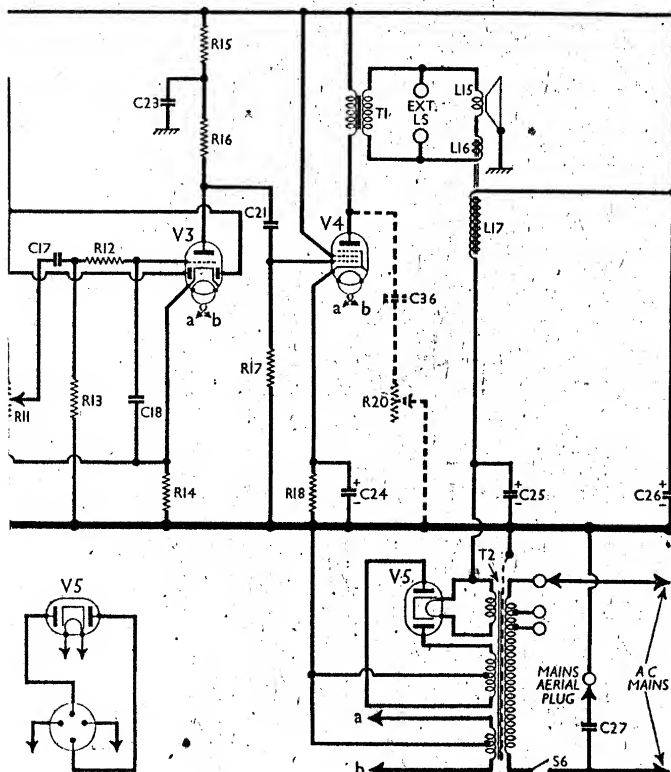 R15
C23
R16
T1
EXT.
LS
L15
L16
L17
C21
V3
V4
C17
R12
a b
a b
C36
R17
R20
R11
R13
C18
R14
R18
+
-
C24
+
-
C25
+
-
C26
V5
V5
T2
MAINS
AERIAL
PLUG
A C
MAINS
a
C27
b
S6